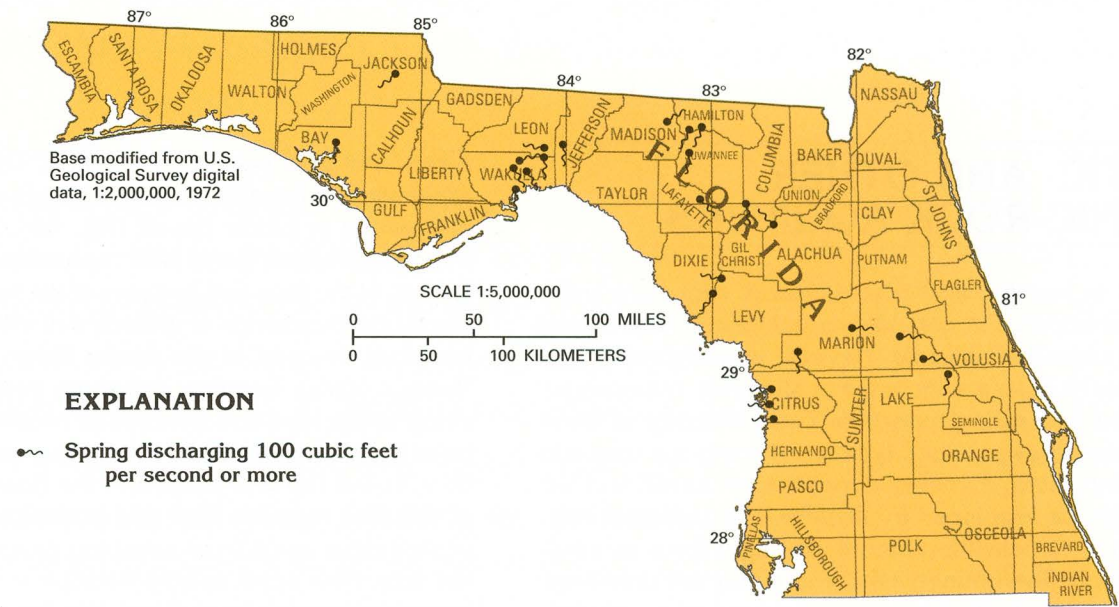 87°
86°
85°
84°
83°
82°
81°
30°
29°
28°
ESCAMBIA
SANTA ROSA
OKALOOSA
WALTON
HOLMES
WASHINGTON
JACKSON
BAY
CALHOUN
GULF
GADSDEN
LIBERTY
FRANKLIN
LEON
WAKULLA
JEFFERSON
MADISON
TAYLOR
HAMILTON
SUWANNEE
LAFAYETTE
DIXIE
COLUMBIA
GIL
CHRIST
LEVY
BAKER
UNION
BRADFORD
ALACHUA
NASSAU
DUVAL
CLAY
ST JOHNS
PUTNAM
FLAGLER
MARION
VOLUSIA
CITRUS
SUMTER
LAKE
SEMINOLE
ORANGE
HERNANDO
PASCO
PINELLAS
HILLSBOROUGH
POLK
OSCEOLA
BREVARD
INDIAN
RIVER
FLORIDA
Base modified from U.S.
Geological Survey digital
data, 1:2,000,000, 1972
SCALE 1:5,000,000
0 50 100 MILES
0 50 100 KILOMETERS
EXPLANATION
Spring discharging 100 cubic feet
per second or more